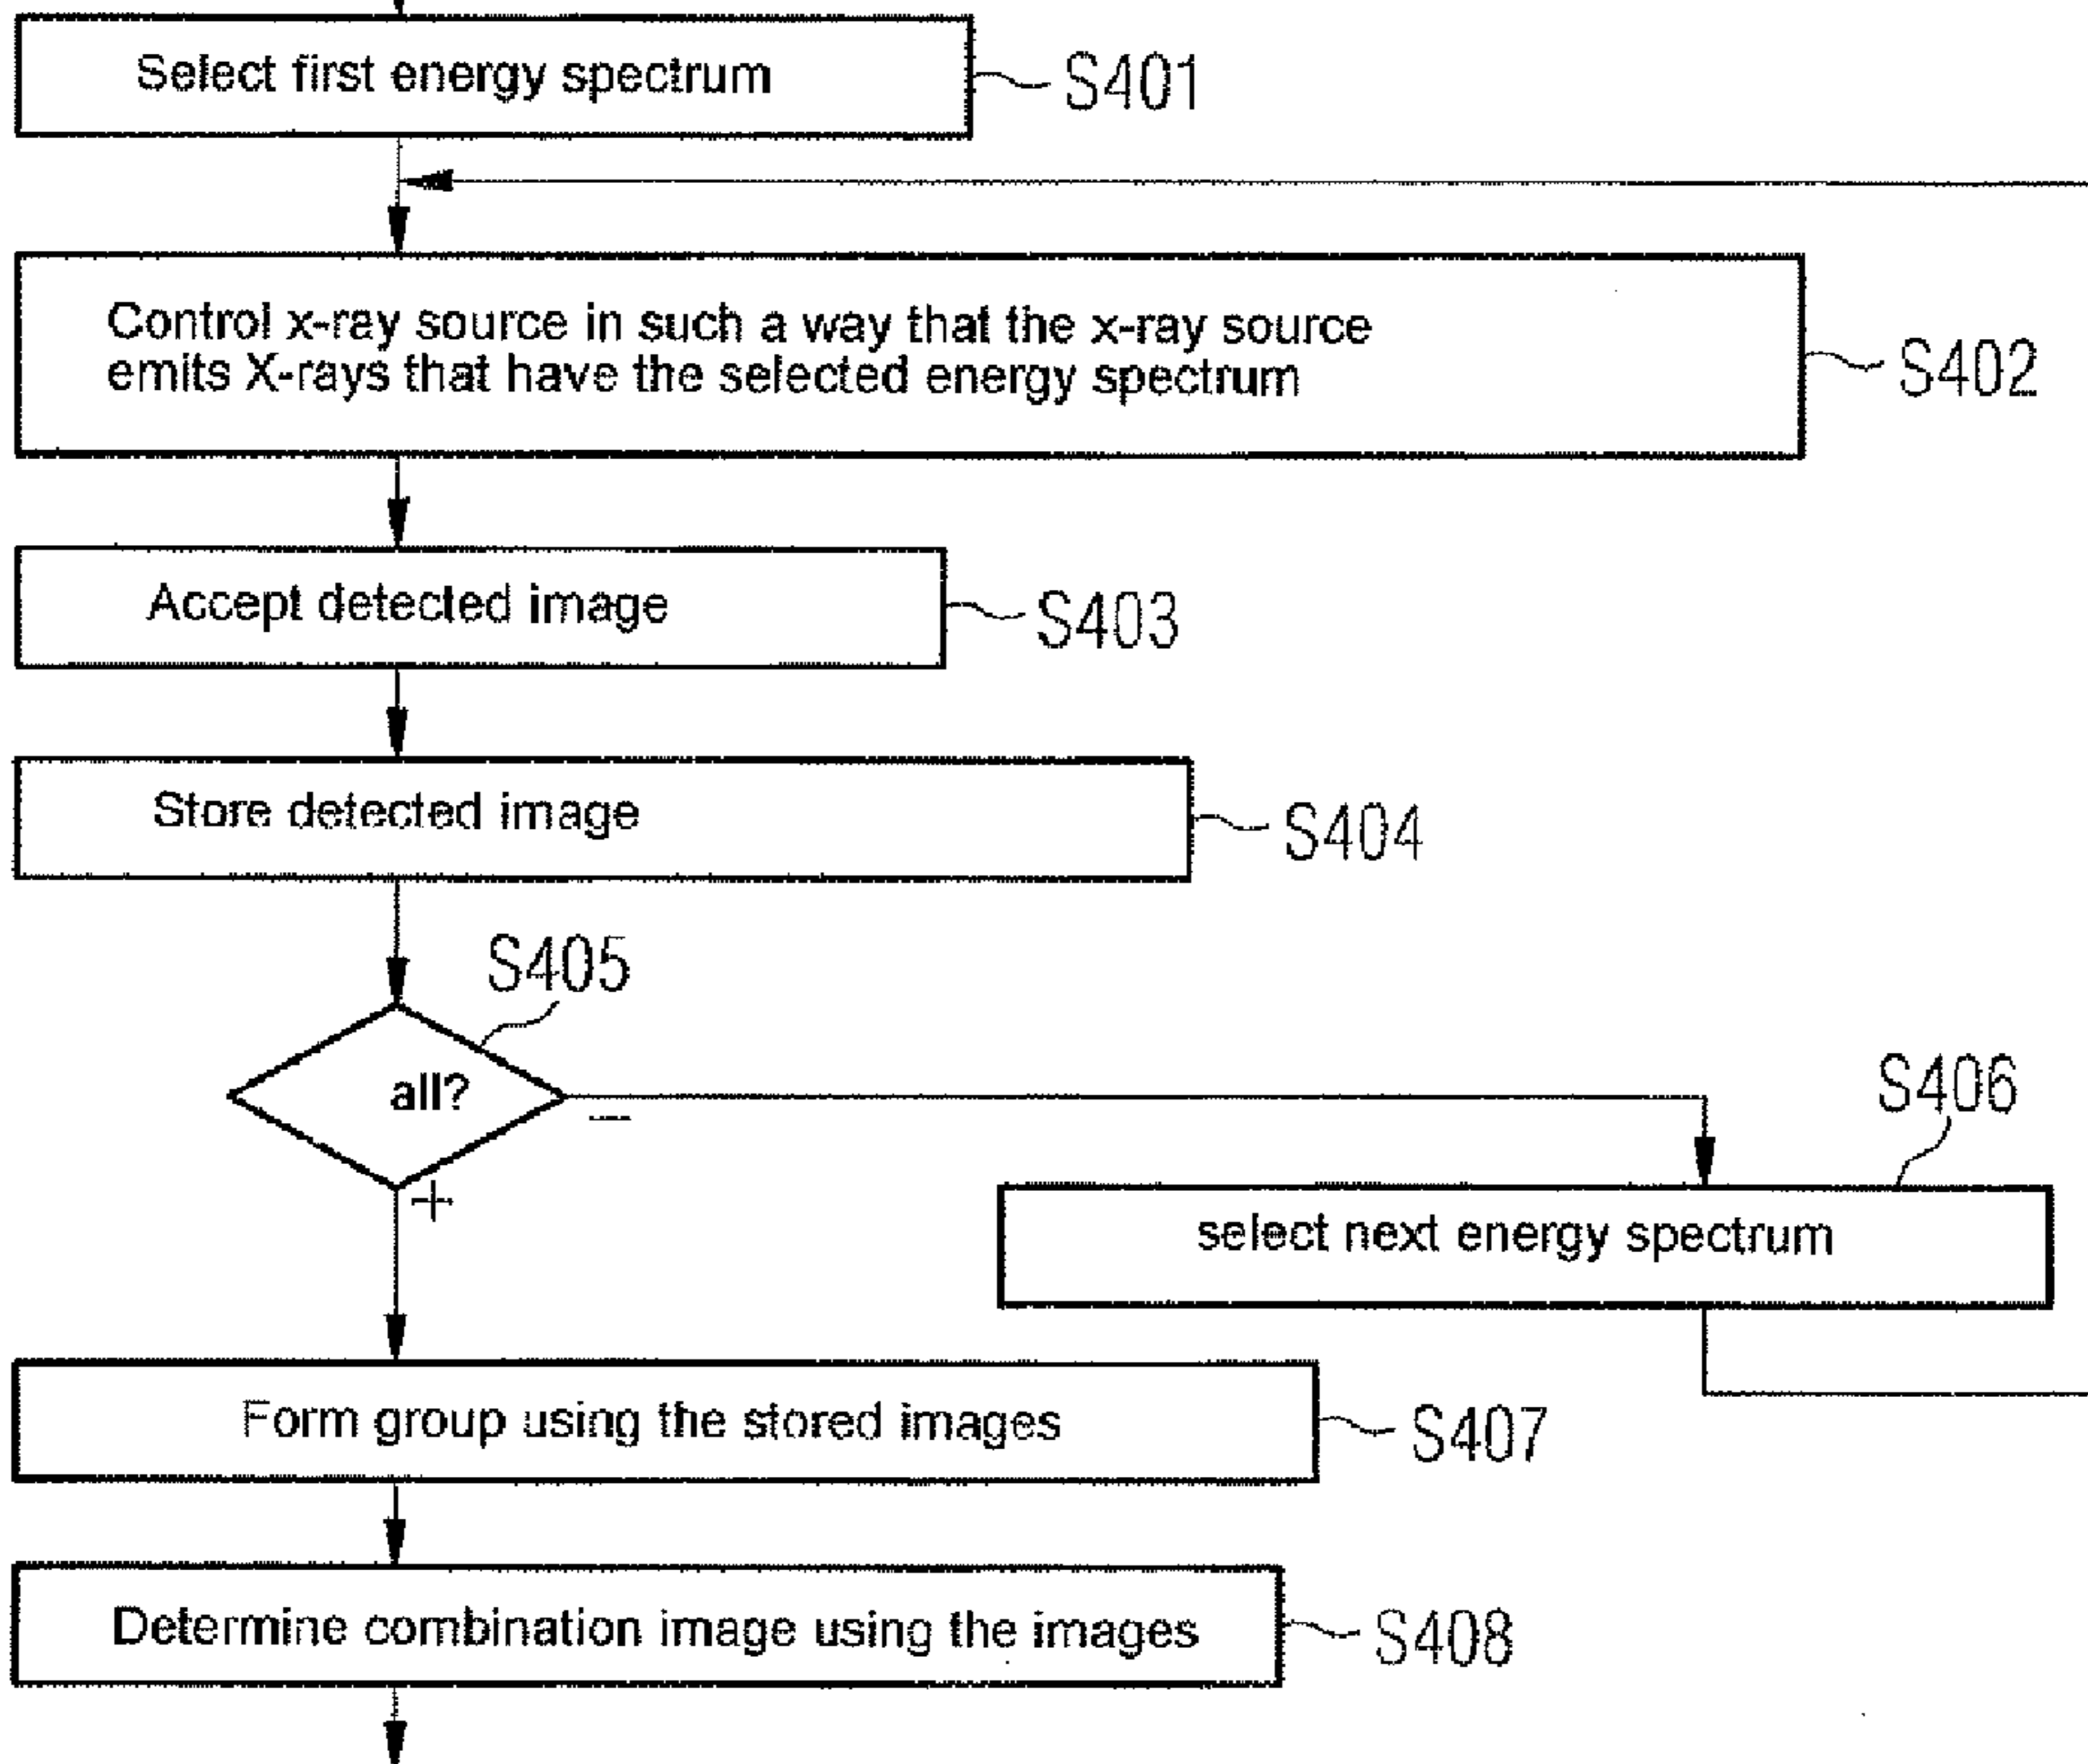 Select first energy spectrum
S401
Control x-ray source in such a way that the x-ray source
emits X-rays that have the selected energy spectrum
S402
Accept detected image
S403
Store detected image
S404
S405
all?
−
+
S406
select next energy spectrum
Form group using the stored images
S407
Determine combination image using the images
S408